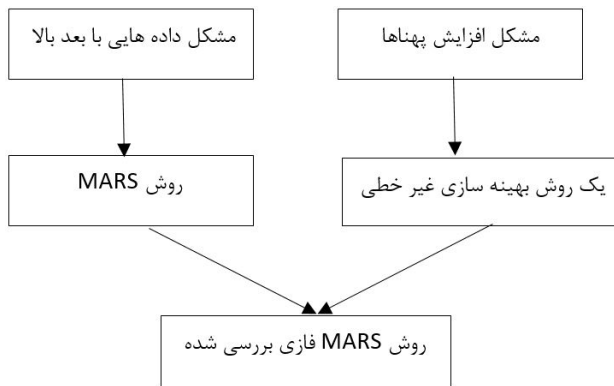 مشکل افزایش پهناها
مشکل داده هایی با بعد بالا
یک روش بهینه سازی غیر خطی
روش MARS
روش MARS فازی بررسی شده